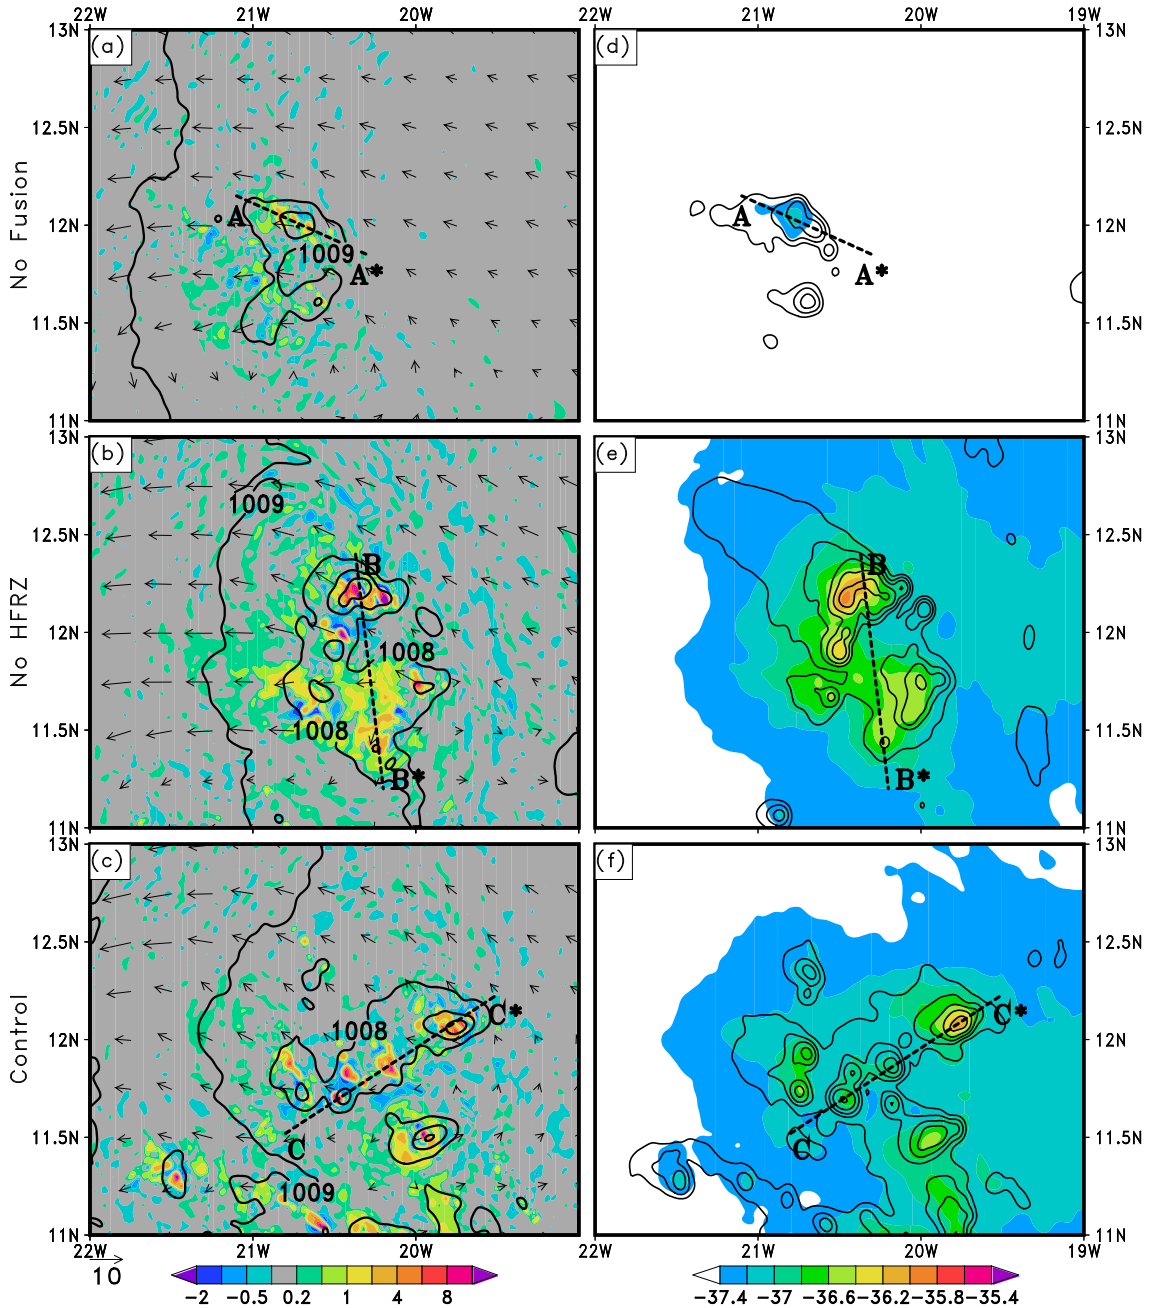 22W 21W 20W 22W 21W 20W 19W
(a) (d)
13N 13N
12.5N 12.5N
12N 12N
11.5N 11.5N
11N 11N
No Fusion
A A
1009
A* A*
(b) (e)
13N 13N
12.5N 12.5N
12N 12N
11.5N 11.5N
11N 11N
No HFRZ
1009
B B
1008
1008
B* B*
(c) (f)
13N 13N
12.5N 12.5N
12N 12N
11.5N 11.5N
11N 11N
Control
C* C*
1008
C C
1009
22W 21W 20W 22W 21W 20W 19W
10
-2 -0.5 0.2 1 4 8
-37.4 -37 -36.6 -36.2 -35.8 -35.4